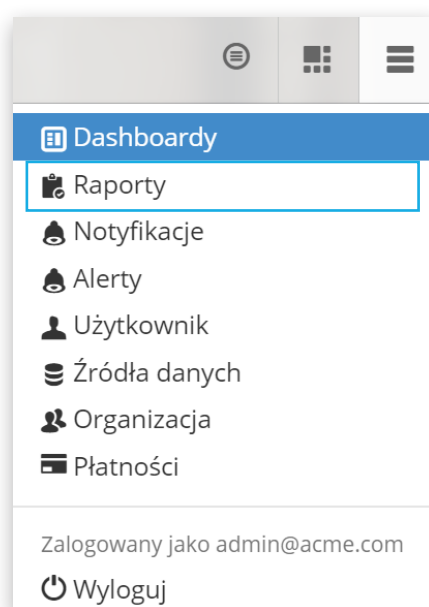 Dashboardy
Raporty
Notyfikacje
Alerty
Użytkownik
Źródła danych
Organizacja
Płatności
Zalogowany jako admin@acme.com
Wyloguj